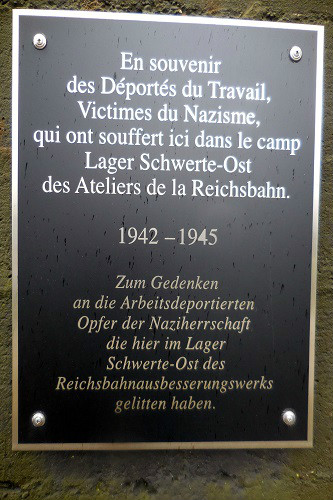 En souvenir
des Déportés du Travail,
Victimes du Nazisme,
qui ont souffert ici dans le camp
Lager Schwerte-Ost
des Ateliers de la Reichsbahn.
1942 – 1945
Zum Gedenken
an die Arbeitsdeportierten
Opfer der Naziherrschaft
die hier im Lager
Schwerte-Ost des
Reichsbahnausbesserungswerks
gelitten haben.